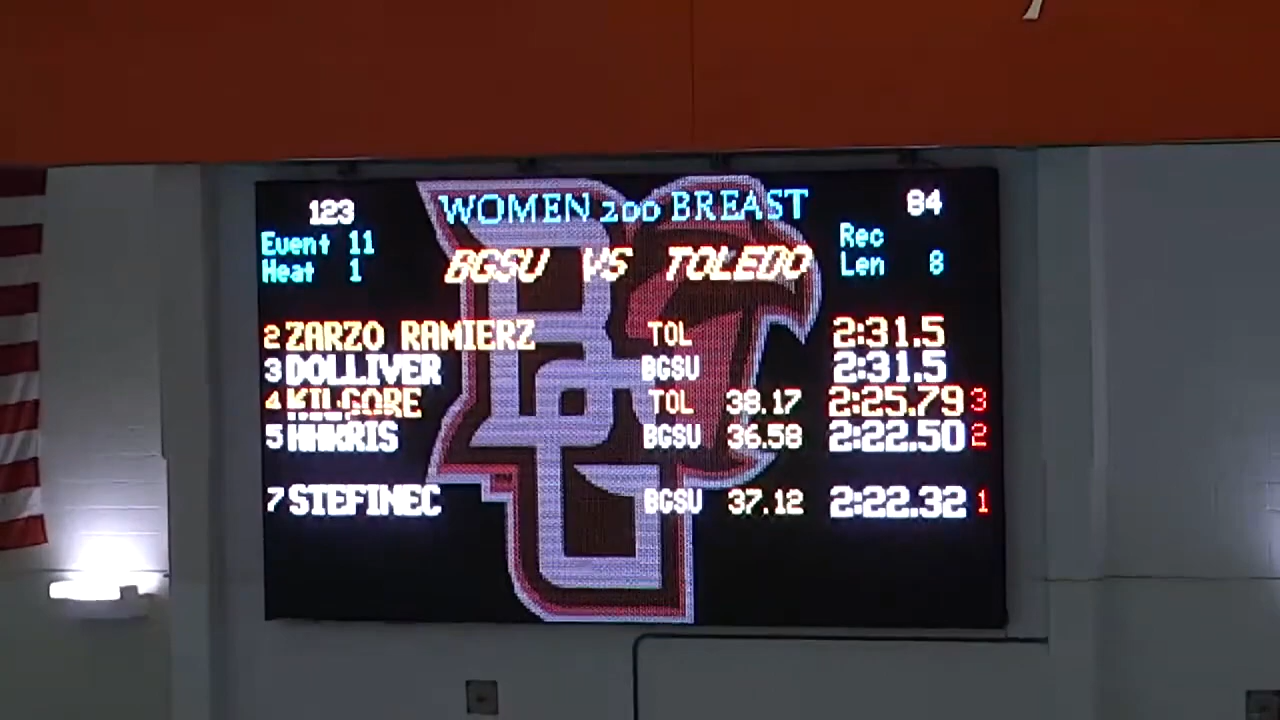 123 WOMEN 200 BREAST 84
Event 11 BGSU VS TOLEDO Rec
Heat 1 Len 8
2 ZARZO RAMIERZ TOL 2:31.5
3 DOLLIVER BGSU 2:31.5
4 KILGORE TOL 38.17 2:25.79 3
5 HARRIS BGSU 36.58 2:22.50 2
7 STEFINEC BGSU 37.12 2:22.32 1